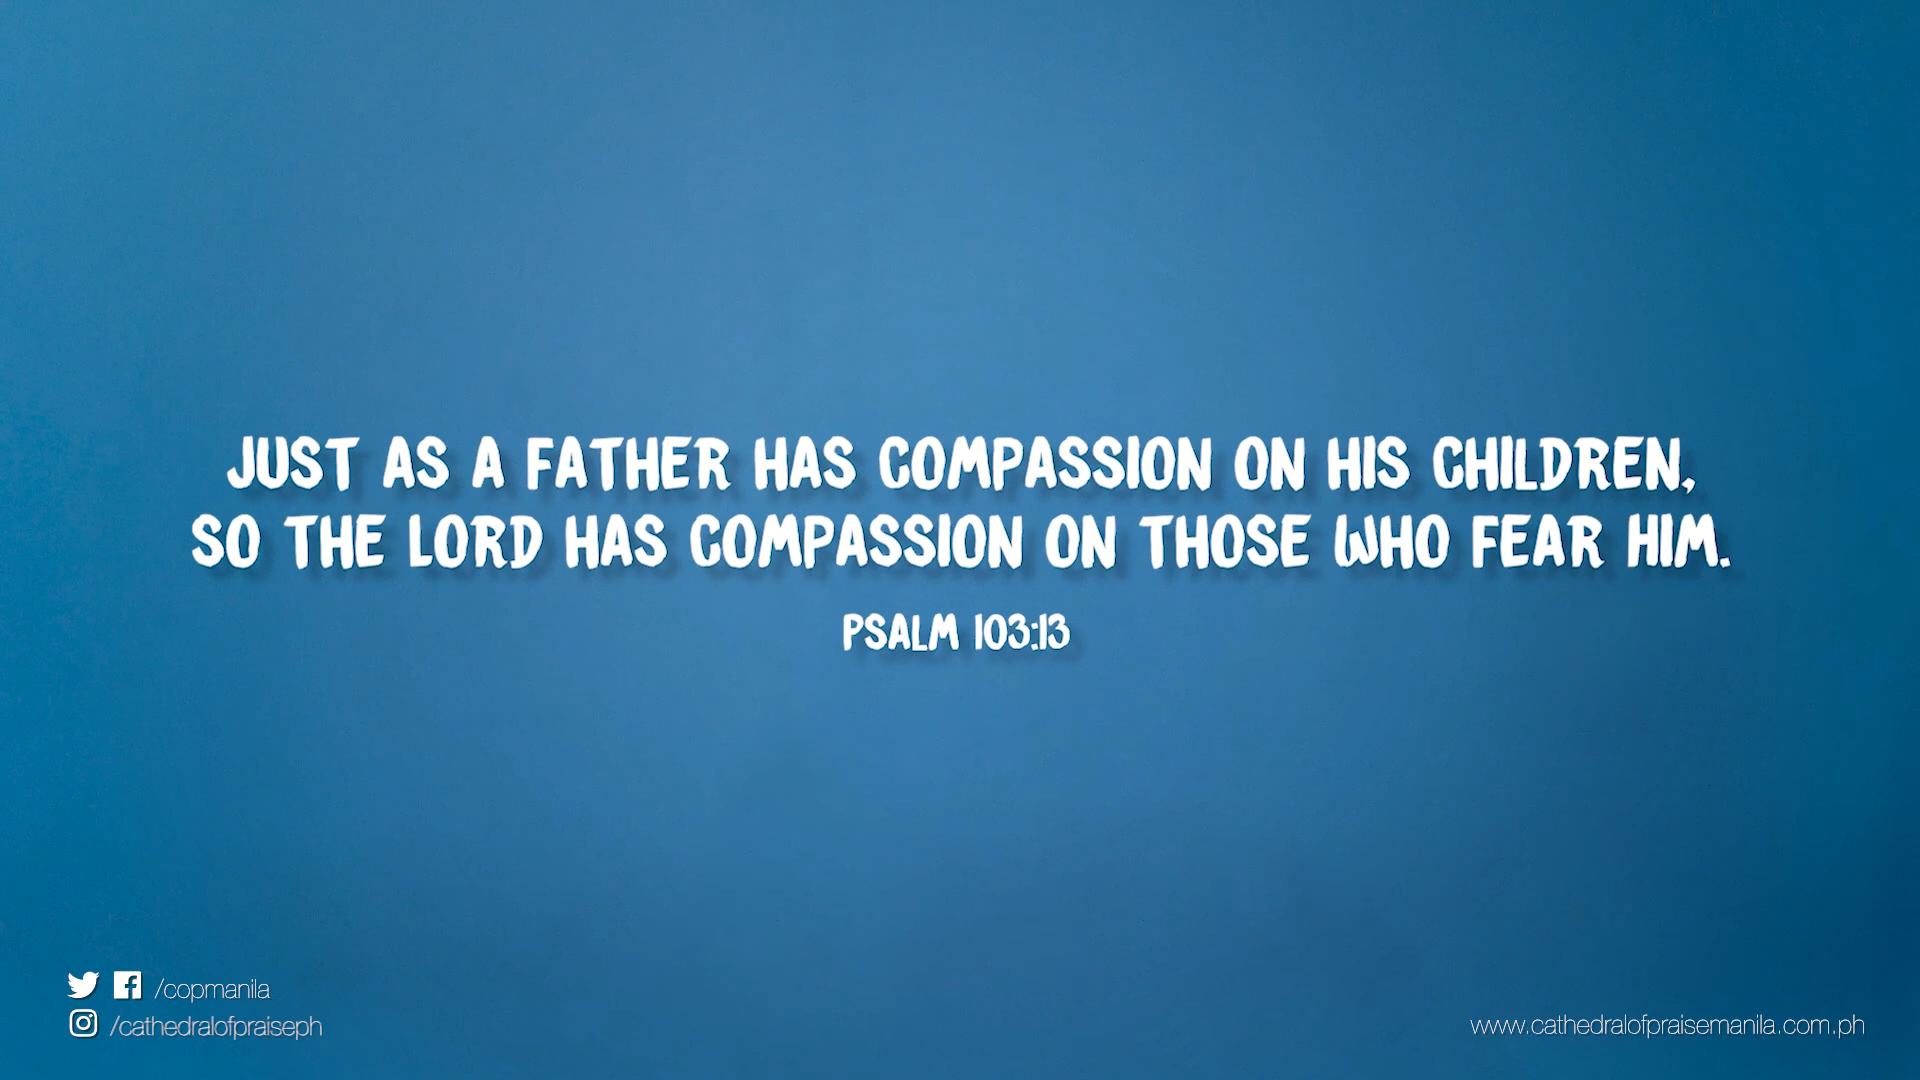 JUST AS A FATHER HAS COMPASSION ON HIS CHILDREN,
SO THE LORD HAS COMPASSION ON THOSE WHO FEAR HIM.
PSALM 103:13
/copmanila
/cathedralofpraiseph
www.cathedralofpraisemanila.com.ph